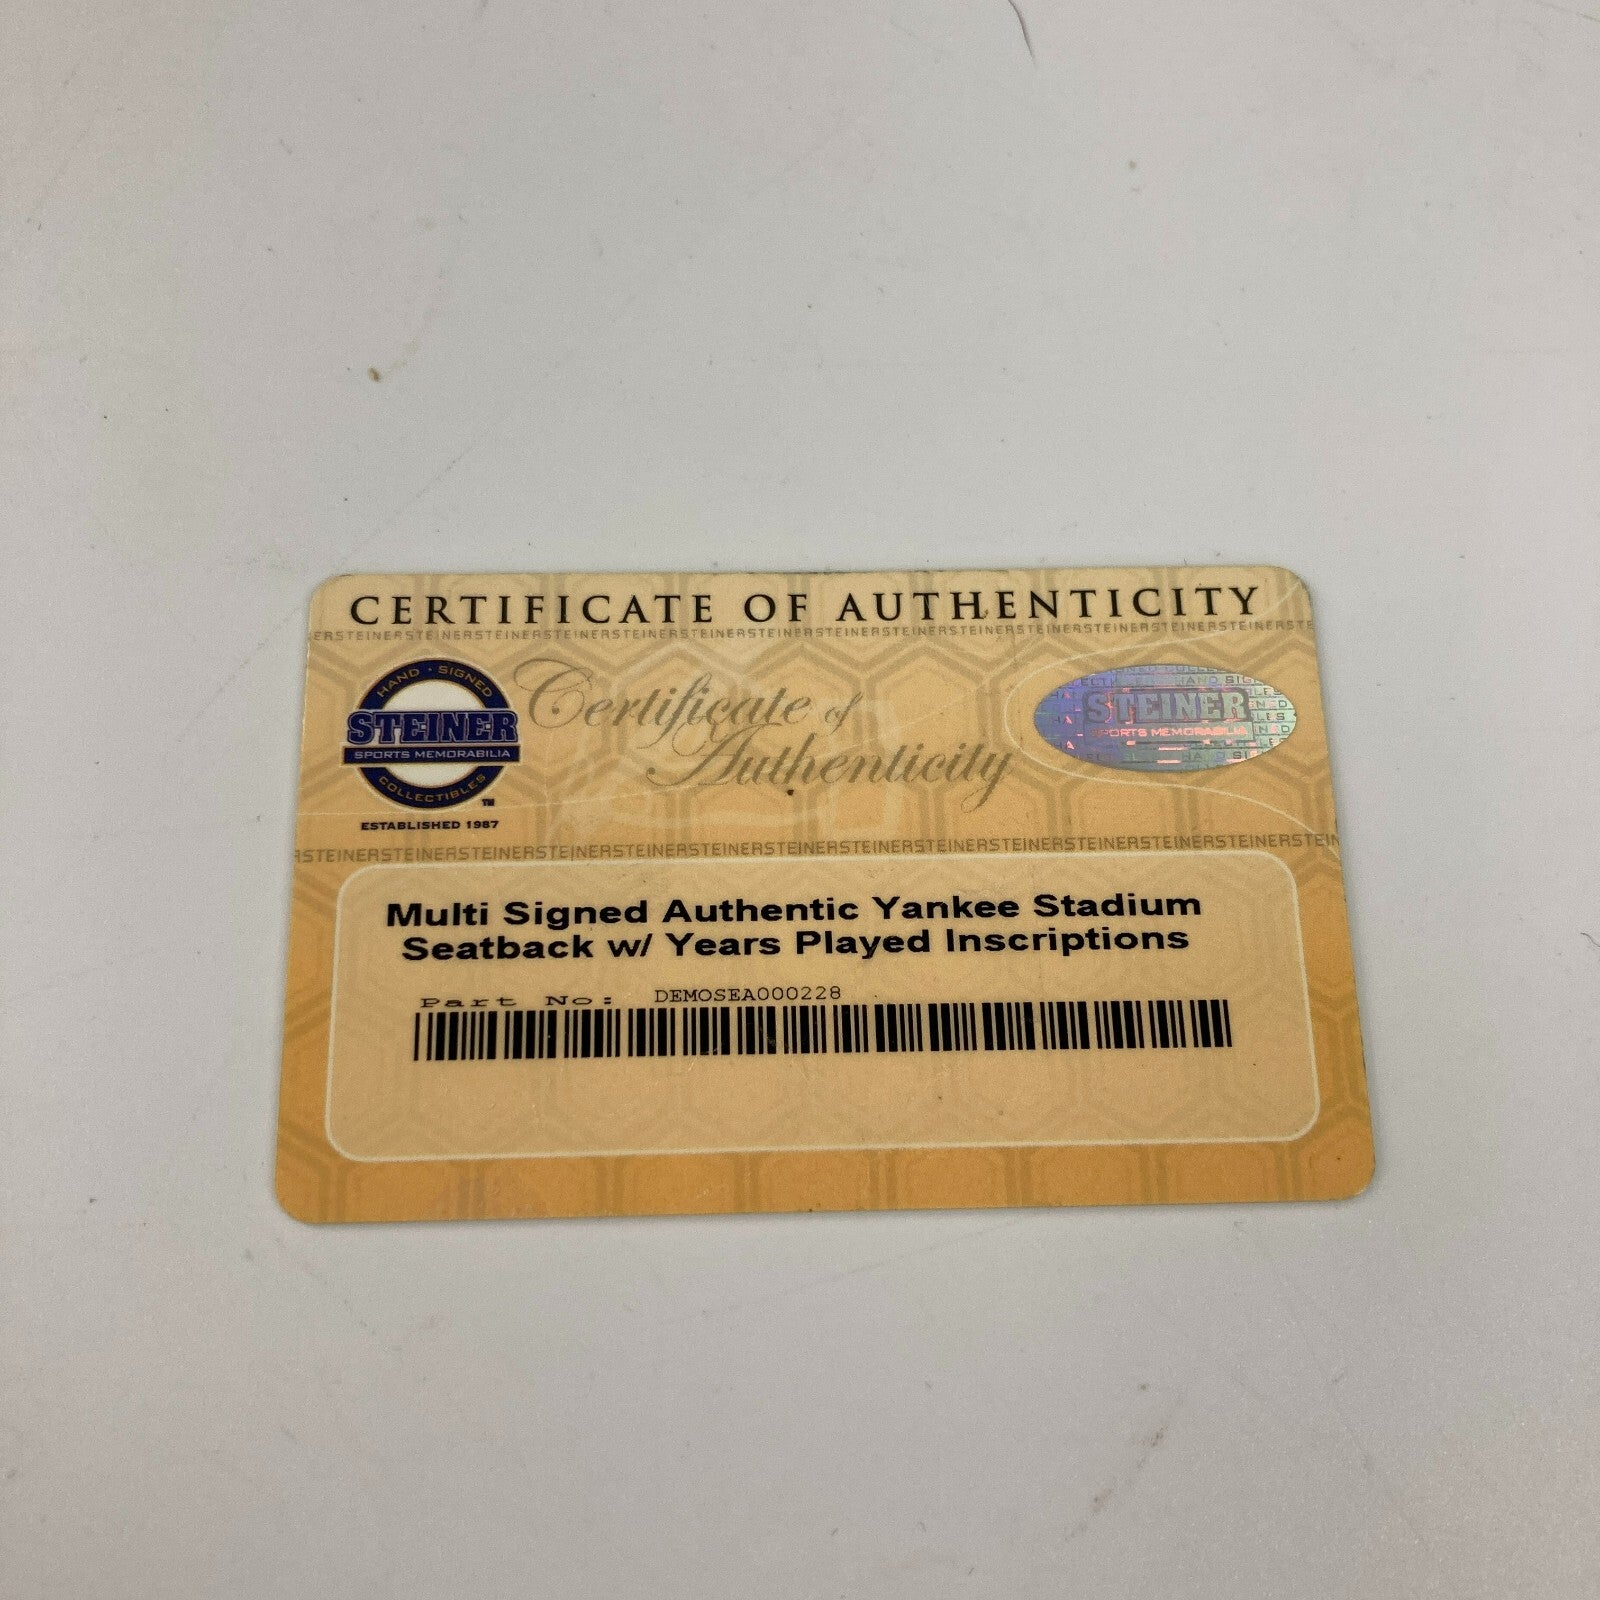 CERTIFICATE OF AUTHENTICITY
HAND · SIGNED
STEINER
SPORTS MEMORABILIA
COLLECTIBLES
TM
ESTABLISHED 1987
Certificate of
Authenticity
STEINER
SPORTS MEMORABILIA
Multi Signed Authentic Yankee Stadium
Seatback w/ Years Played Inscriptions
Part No: DEMOSEA000228